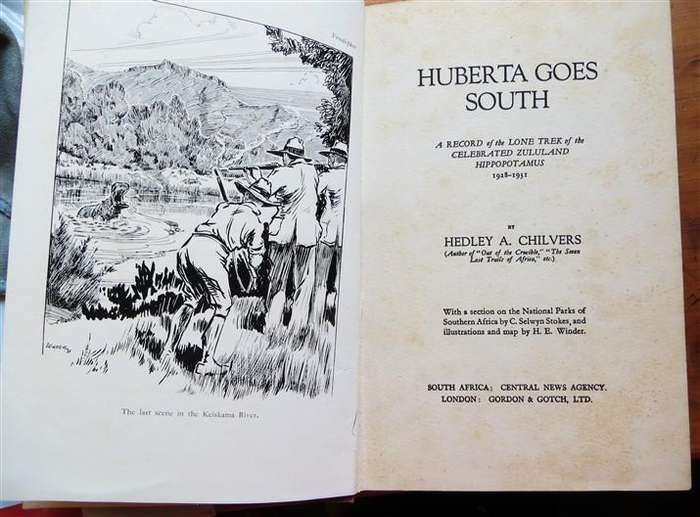 The last scene in the Keiskama River.
HUBERTA GOES
SOUTH
A RECORD of the LONE TREK of the
CELEBRATED ZULULAND
HIPPOPOTAMUS
1928-1931
BY
HEDLEY A. CHILVERS
(Author of "Out of the Crucible," "The Seven
Lost Trails of Africa," etc.)
With a section on the National Parks of
Southern Africa by C. Selwyn Stokes, and
illustrations and map by H. E. Winder.
SOUTH AFRICA: CENTRAL NEWS AGENCY.
LONDON: GORDON & GOTCH, LTD.